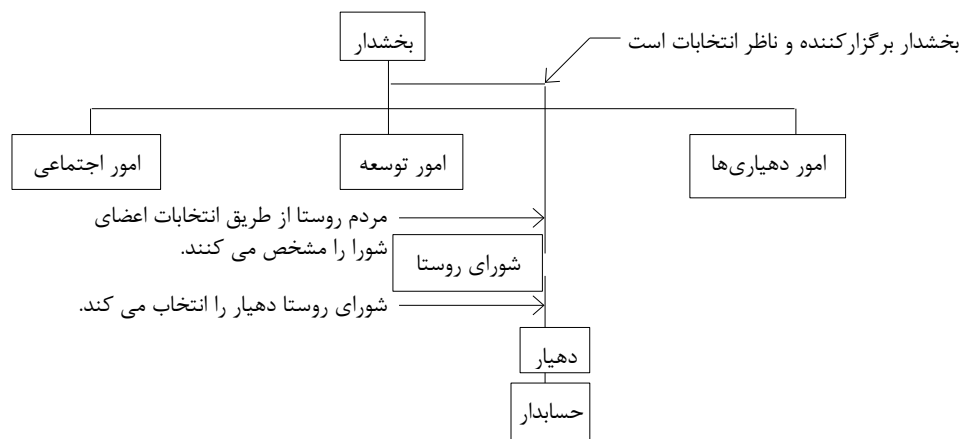 بخشدار
بخشدار برگزارکننده و ناظر انتخابات است
امور دهیاری‌ها
امور توسعه
امور اجتماعی
مردم روستا از طریق انتخابات اعضای
شورا را مشخص می کنند.
شورای روستا
شورای روستا دهیار را انتخاب می کند.
دهیار
حسابدار